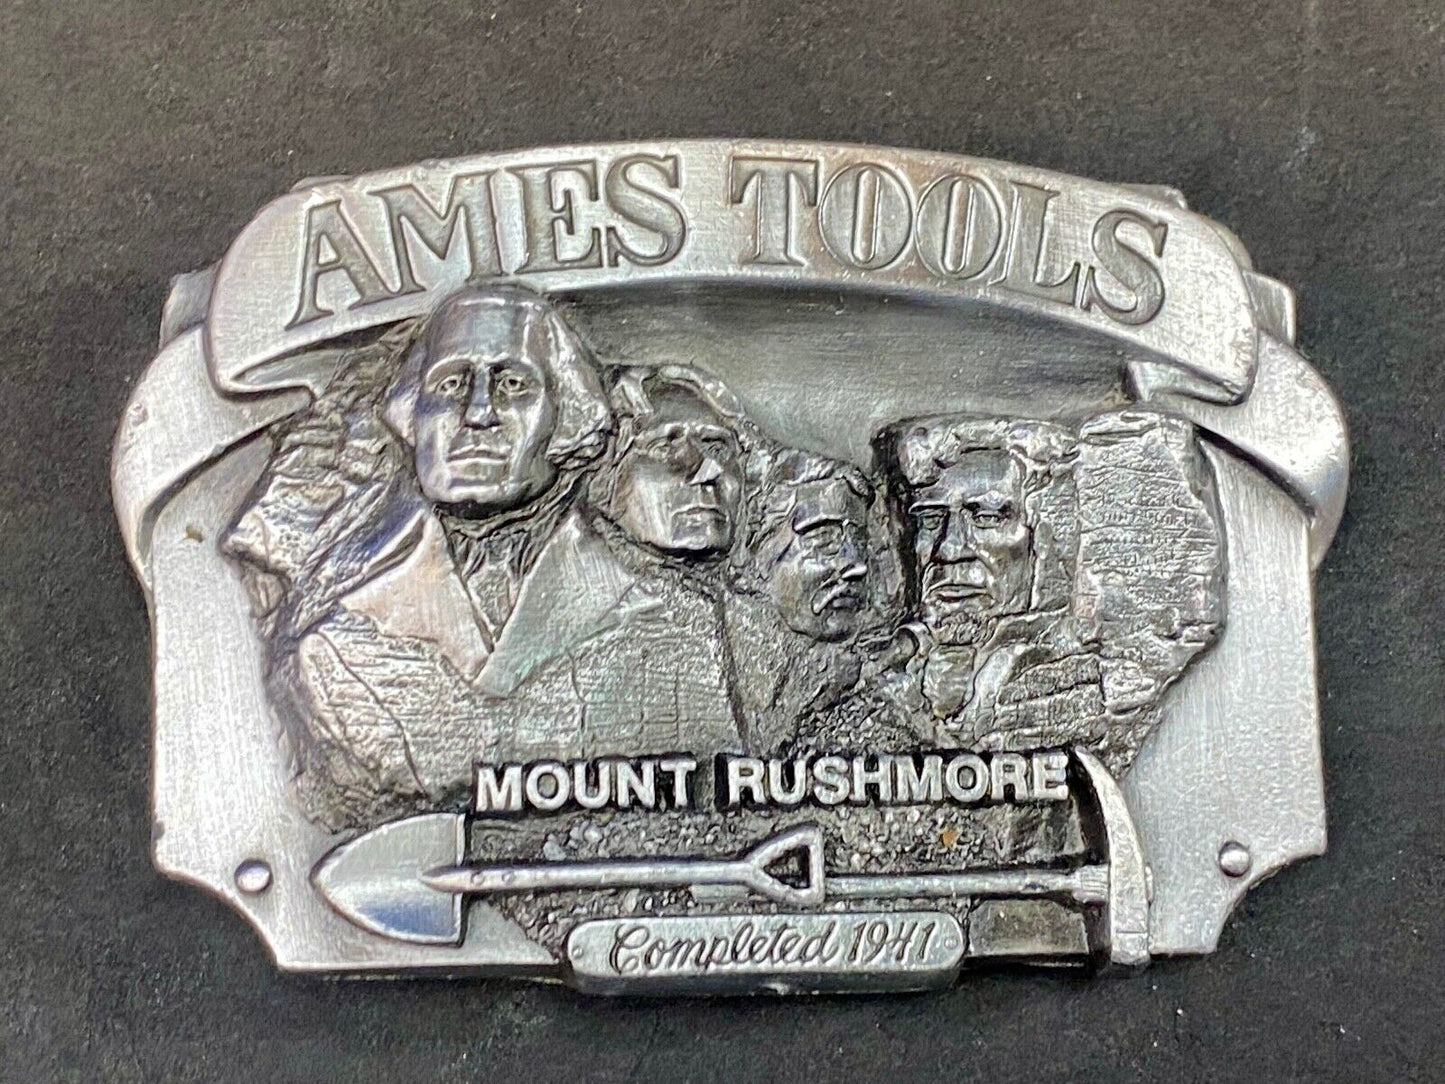 AMES TOOLS
MOUNT RUSHMORE
Completed 1941